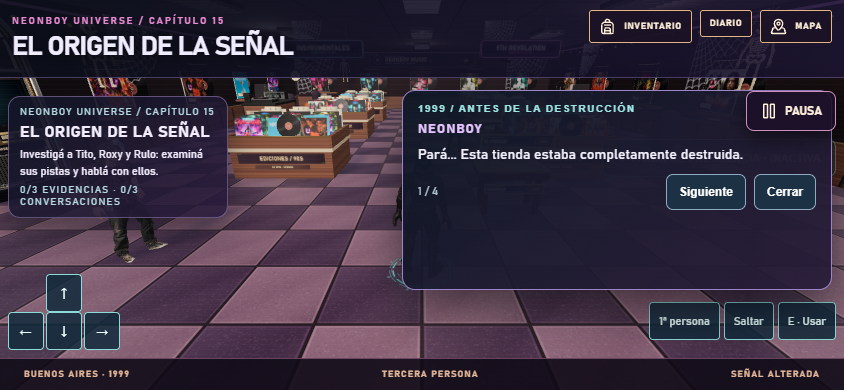 NEONBOY UNIVERSE / CAPÍTULO 15
EL ORIGEN DE LA SEÑAL
INVENTARIO
DIARIO
MAPA
NEONBOY UNIVERSE / CAPÍTULO 15
EL ORIGEN DE LA SEÑAL
Investigá a Tito, Roxy y Rulo: examiná
sus pistas y hablá con ellos.
0/3 EVIDENCIAS · 0/3
CONVERSACIONES
EDICIONES / 90S
1999 / ANTES DE LA DESTRUCCIÓN
PAUSA
NEONBOY
Pará... Esta tienda estaba completamente destruida.
1 / 4
Siguiente
Cerrar
↑
← ↓ →
1ª persona
Saltar
E · Usar
BUENOS AIRES · 1999
TERCERA PERSONA
SEÑAL ALTERADA